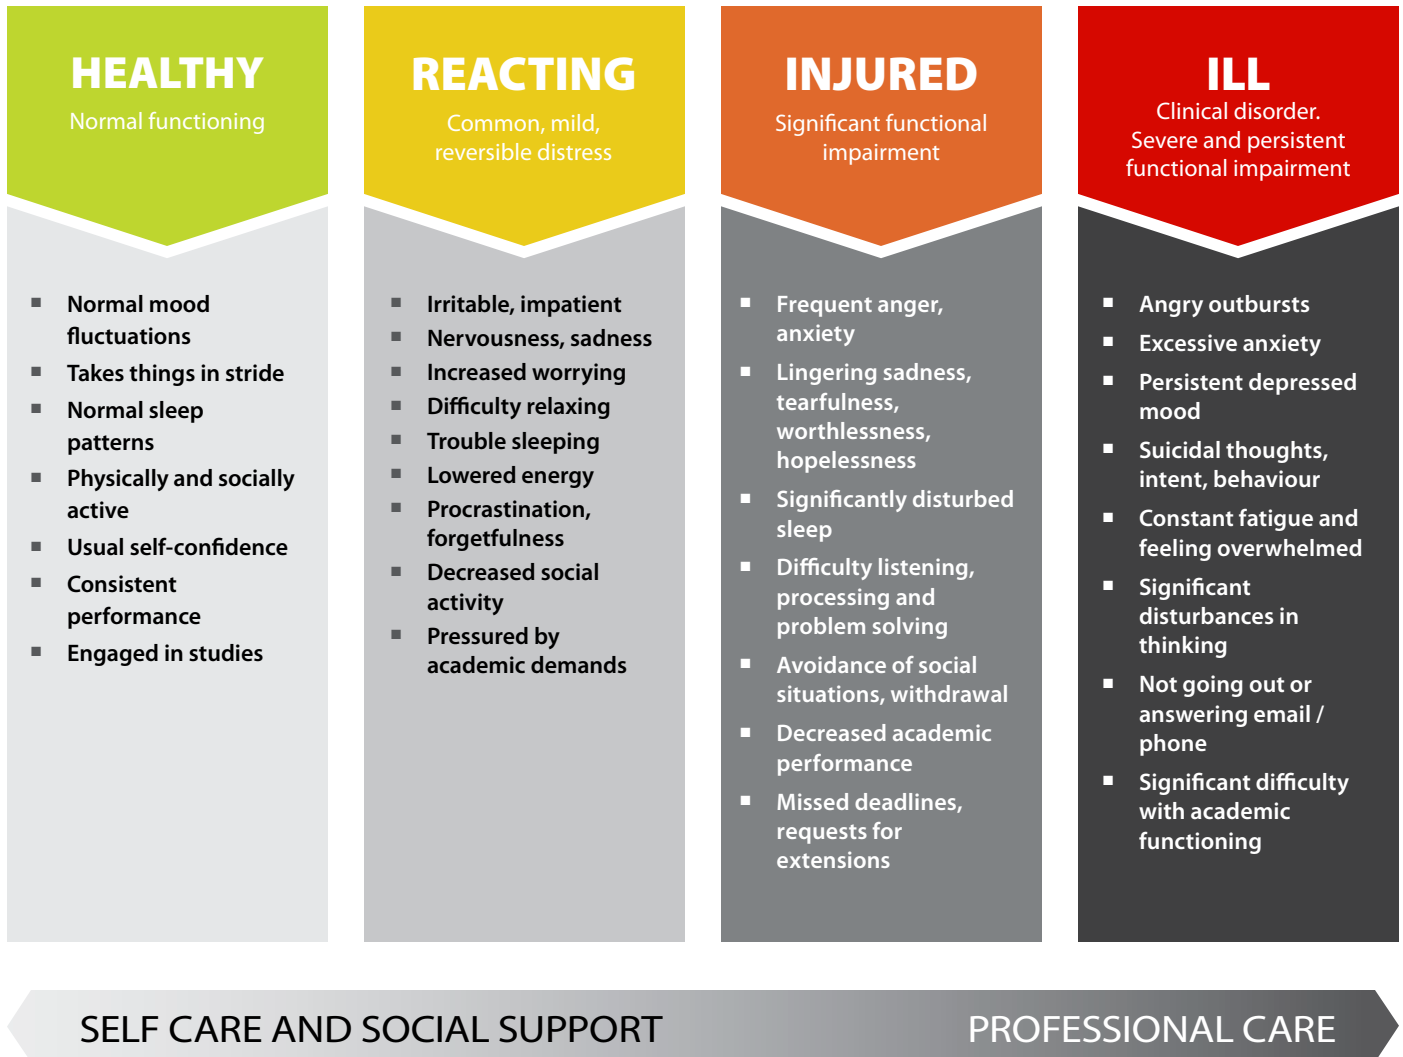 HEALTHY
Normal functioning
■ Normal mood
fluctuations
■ Takes things in stride
■ Normal sleep
patterns
■ Physically and socially
active
■ Usual self-confidence
■ Consistent
performance
■ Engaged in studies
REACTING
Common, mild,
reversible distress
■ Irritable, impatient
■ Nervousness, sadness
■ Increased worrying
■ Difficulty relaxing
■ Trouble sleeping
■ Lowered energy
■ Procrastination,
forgetfulness
■ Decreased social
activity
■ Pressured by
academic demands
INJURED
Significant functional
impairment
■ Frequent anger,
anxiety
■ Lingering sadness,
tearfulness,
worthlessness,
hopelessness
■ Significantly disturbed
sleep
■ Difficulty listening,
processing and
problem solving
■ Avoidance of social
situations, withdrawal
■ Decreased academic
performance
■ Missed deadlines,
requests for
extensions
ILL
Clinical disorder.
Severe and persistent
functional impairment
■ Angry outbursts
■ Excessive anxiety
■ Persistent depressed
mood
■ Suicidal thoughts,
intent, behaviour
■ Constant fatigue and
feeling overwhelmed
■ Significant
disturbances in
thinking
■ Not going out or
answering email /
phone
■ Significant difficulty
with academic
functioning
SELF CARE AND SOCIAL SUPPORT
PROFESSIONAL CARE